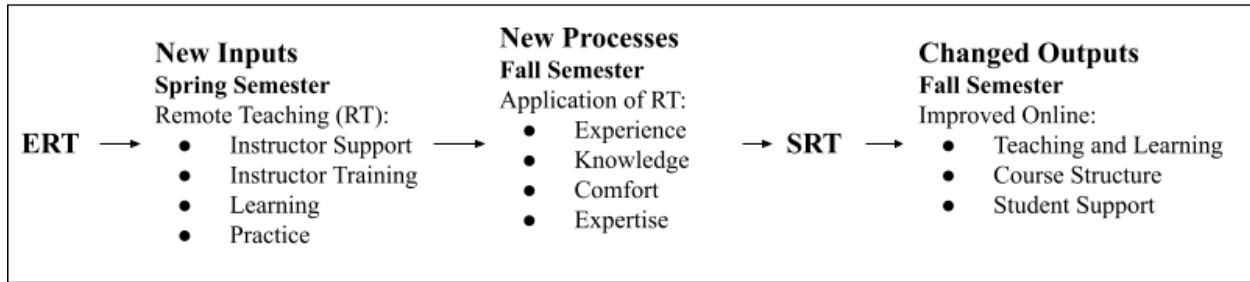 ERT
New Inputs
Spring Semester
Remote Teaching (RT):
● Instructor Support
● Instructor Training
● Learning
● Practice
New Processes
Fall Semester
Application of RT:
● Experience
● Knowledge
● Comfort
● Expertise
SRT
Changed Outputs
Fall Semester
Improved Online:
● Teaching and Learning
● Course Structure
● Student Support